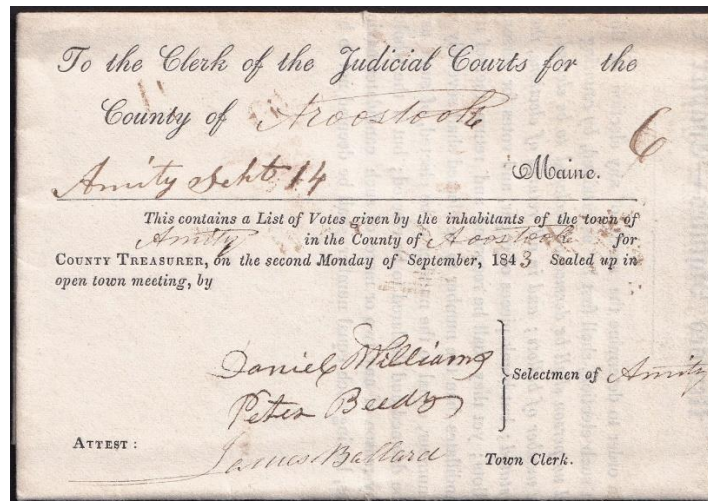 To the Clerk of the Judicial Courts for the
County of Aroostook
6
Amity Sept 14 Maine.
This contains a List of Votes given by the inhabitants of the town of
Amity in the County of Aoostook for
COUNTY TREASURER, on the second Monday of September, 1843 Sealed up in
open town meeting, by
Daniel Williams
Peter Beedy
Selectmen of Amity
ATTEST: James Ballard Town Clerk.